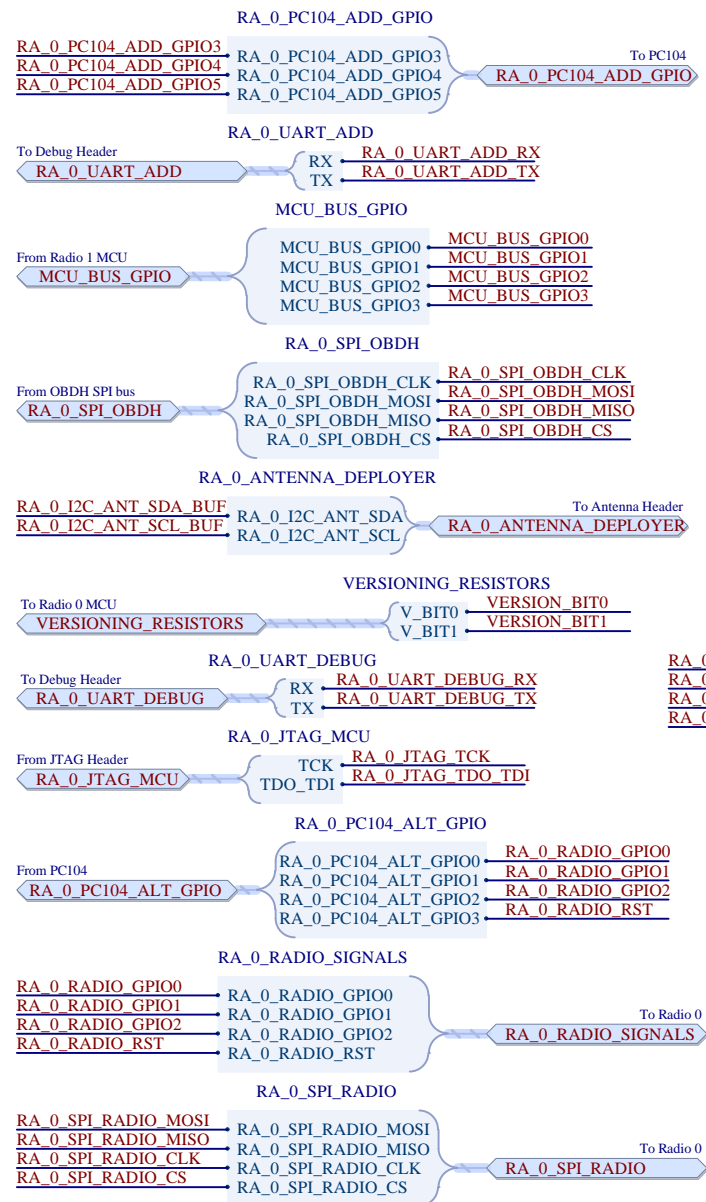 RA_0_PC104_ADD_GPIO
RA_0_PC104_ADD_GPIO3
RA_0_PC104_ADD_GPIO4
RA_0_PC104_ADD_GPIO5
RA_0_PC104_ADD_GPIO3
RA_0_PC104_ADD_GPIO4
RA_0_PC104_ADD_GPIO5
To PC104
RA_0_PC104_ADD_GPIO
RA_0_UART_ADD
To Debug Header
RA_0_UART_ADD
RX
TX
RA_0_UART_ADD_RX
RA_0_UART_ADD_TX
MCU_BUS_GPIO
From Radio 1 MCU
MCU_BUS_GPIO
MCU_BUS_GPIO0
MCU_BUS_GPIO1
MCU_BUS_GPIO2
MCU_BUS_GPIO3
MCU_BUS_GPIO0
MCU_BUS_GPIO1
MCU_BUS_GPIO2
MCU_BUS_GPIO3
RA_0_SPI_OBDH
From OBDH SPI bus
RA_0_SPI_OBDH
RA_0_SPI_OBDH_CLK
RA_0_SPI_OBDH_MOSI
RA_0_SPI_OBDH_MISO
RA_0_SPI_OBDH_CS
RA_0_SPI_OBDH_CLK
RA_0_SPI_OBDH_MOSI
RA_0_SPI_OBDH_MISO
RA_0_SPI_OBDH_CS
RA_0_ANTENNA_DEPLOYER
RA_0_I2C_ANT_SDA_BUF
RA_0_I2C_ANT_SCL_BUF
RA_0_I2C_ANT_SDA
RA_0_I2C_ANT_SCL
To Antenna Header
RA_0_ANTENNA_DEPLOYER
VERSIONING_RESISTORS
To Radio 0 MCU
VERSIONING_RESISTORS
V_BIT0
V_BIT1
VERSION_BIT0
VERSION_BIT1
RA_0_UART_DEBUG
To Debug Header
RA_0_UART_DEBUG
RX
TX
RA_0_UART_DEBUG_RX
RA_0_UART_DEBUG_TX
RA_0_JTAG_MCU
From JTAG Header
RA_0_JTAG_MCU
TCK
TDO_TDI
RA_0_JTAG_TCK
RA_0_JTAG_TDO_TDI
RA_0_PC104_ALT_GPIO
From PC104
RA_0_PC104_ALT_GPIO
RA_0_PC104_ALT_GPIO0
RA_0_PC104_ALT_GPIO1
RA_0_PC104_ALT_GPIO2
RA_0_PC104_ALT_GPIO3
RA_0_RADIO_GPIO0
RA_0_RADIO_GPIO1
RA_0_RADIO_GPIO2
RA_0_RADIO_RST
RA_0_RADIO_SIGNALS
RA_0_RADIO_GPIO0
RA_0_RADIO_GPIO1
RA_0_RADIO_GPIO2
RA_0_RADIO_RST
RA_0_RADIO_GPIO0
RA_0_RADIO_GPIO1
RA_0_RADIO_GPIO2
RA_0_RADIO_RST
To Radio 0
RA_0_RADIO_SIGNALS
RA_0_SPI_RADIO
RA_0_SPI_RADIO_MOSI
RA_0_SPI_RADIO_MISO
RA_0_SPI_RADIO_CLK
RA_0_SPI_RADIO_CS
RA_0_SPI_RADIO_MOSI
RA_0_SPI_RADIO_MISO
RA_0_SPI_RADIO_CLK
RA_0_SPI_RADIO_CS
To Radio 0
RA_0_SPI_RADIO